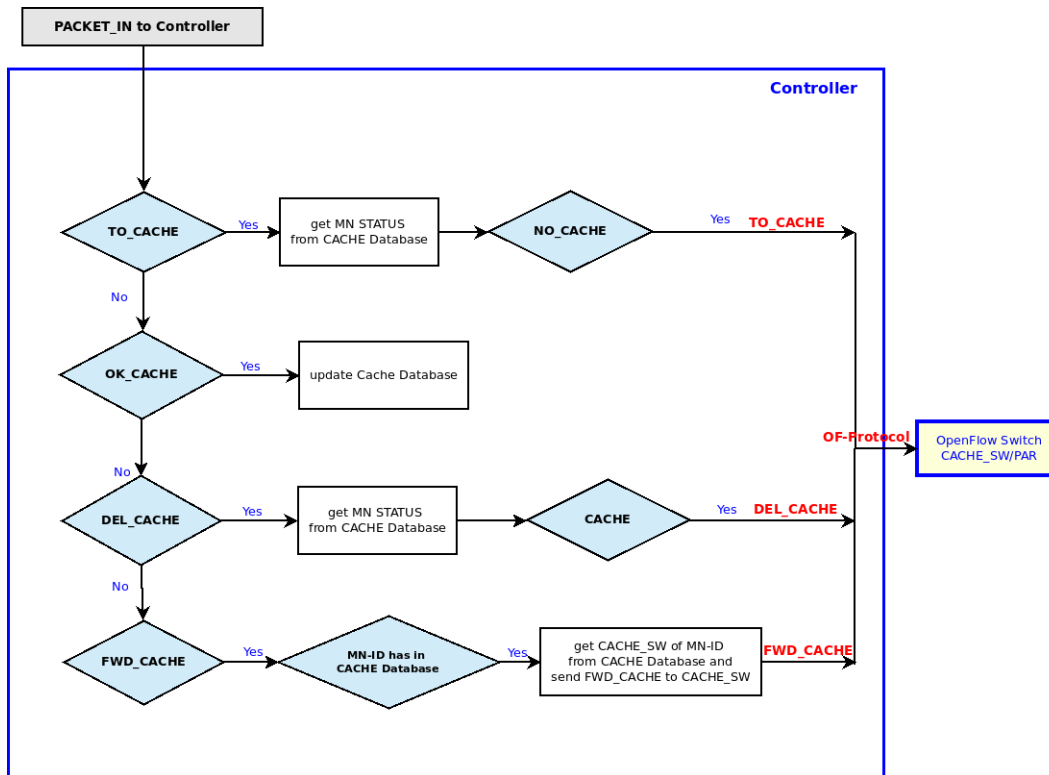 PACKET_IN to Controller
Controller
TO_CACHE
Yes
get MN STATUS
from CACHE Database
NO_CACHE
Yes
TO_CACHE
No
OK_CACHE
Yes
update Cache Database
OF-Protocol
OpenFlow Switch
CACHE_SW/PAR
No
DEL_CACHE
Yes
get MN STATUS
from CACHE Database
CACHE
Yes
DEL_CACHE
No
FWD_CACHE
Yes
MN-ID has in
CACHE Database
Yes
get CACHE_SW of MN-ID
from CACHE Database and
send FWD_CACHE to CACHE_SW
FWD_CACHE